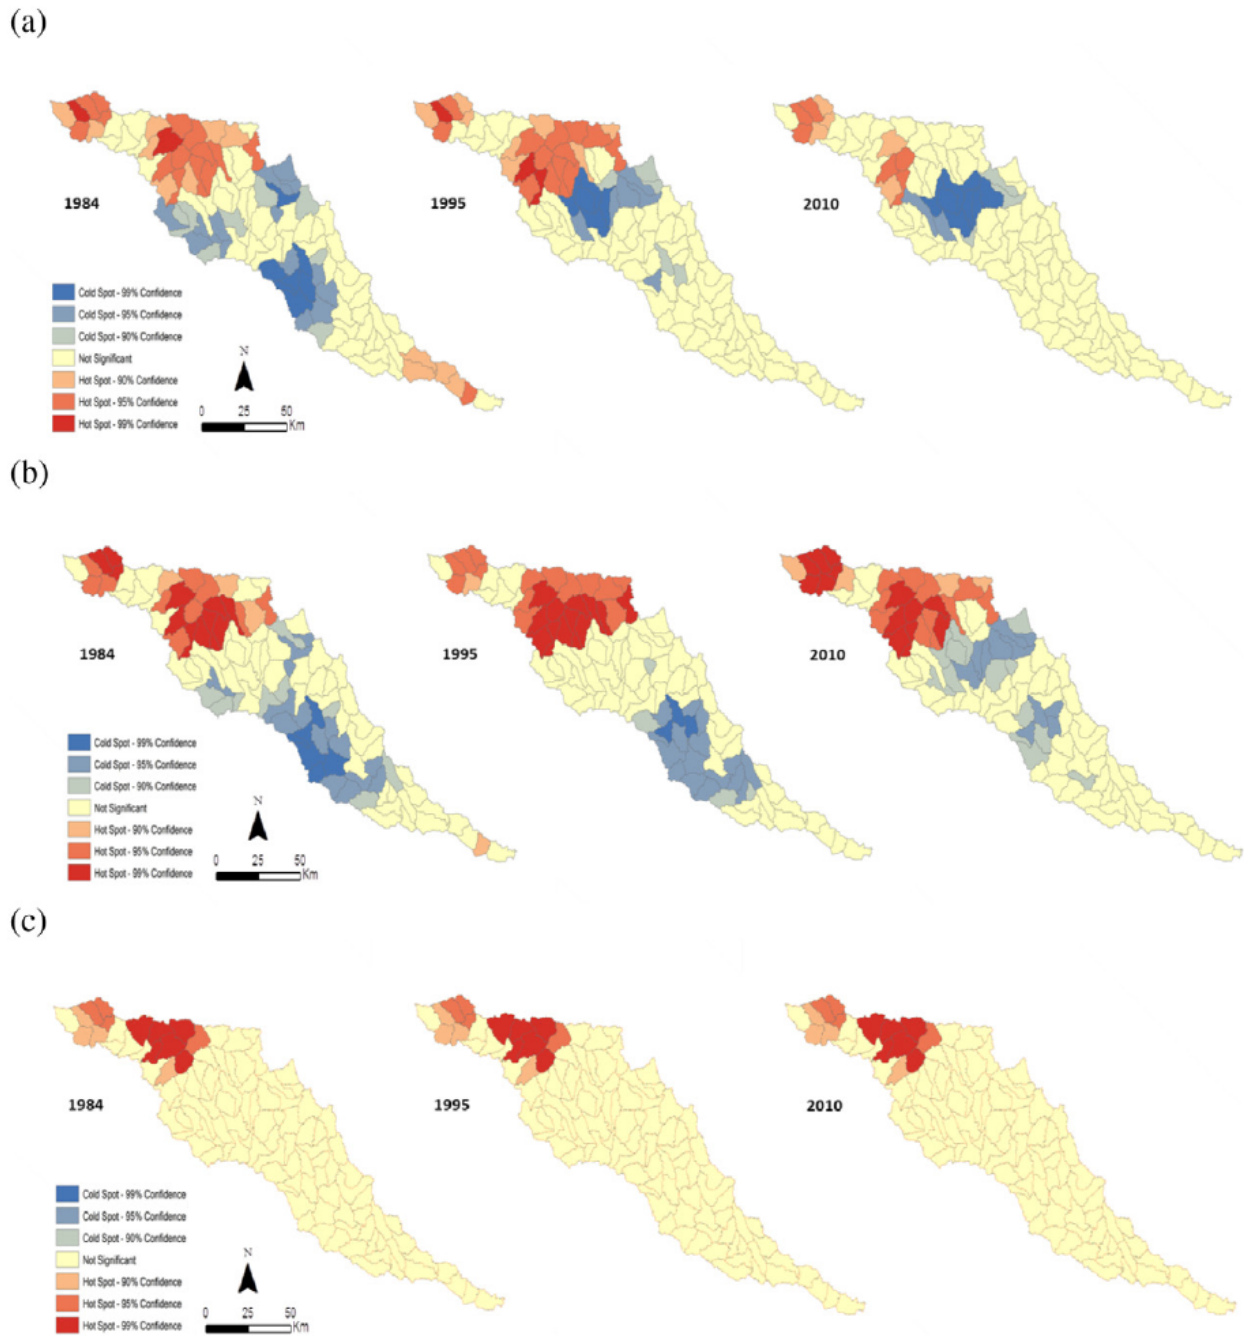 (a)
1984
1995
2010
Cold Spot - 99% Confidence
Cold Spot - 95% Confidence
Cold Spot - 90% Confidence
Not Significant
Hot Spot - 90% Confidence
Hot Spot - 95% Confidence
Hot Spot - 99% Confidence
N
0 25 50
Km
(b)
1984
1995
2010
Cold Spot - 99% Confidence
Cold Spot - 95% Confidence
Cold Spot - 90% Confidence
Not Significant
Hot Spot - 90% Confidence
Hot Spot - 95% Confidence
Hot Spot - 99% Confidence
N
0 25 50
Km
(c)
1984
1995
2010
Cold Spot - 99% Confidence
Cold Spot - 95% Confidence
Cold Spot - 90% Confidence
Not Significant
Hot Spot - 90% Confidence
Hot Spot - 95% Confidence
Hot Spot - 99% Confidence
N
0 25 50
Km